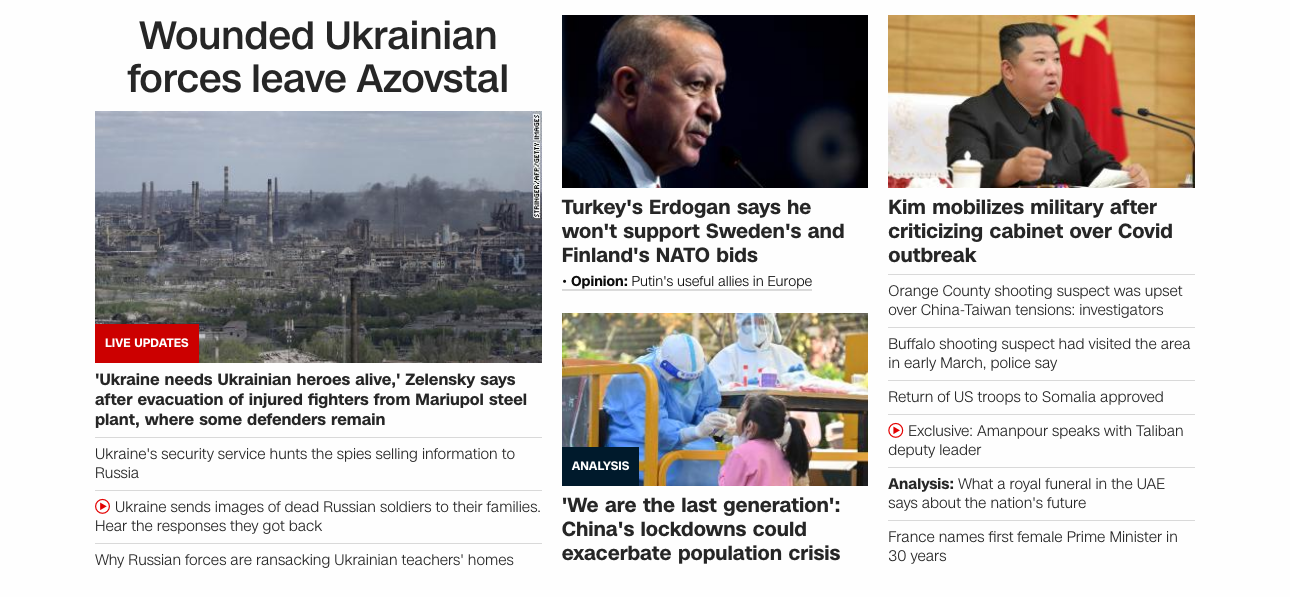 Wounded Ukrainian
forces leave Azovstal
STRINGER/AFP/GETTY IMAGES
LIVE UPDATES
'Ukraine needs Ukrainian heroes alive,' Zelensky says
after evacuation of injured fighters from Mariupol steel
plant, where some defenders remain
Ukraine's security service hunts the spies selling information to
Russia
Ukraine sends images of dead Russian soldiers to their families.
Hear the responses they got back
Why Russian forces are ransacking Ukrainian teachers' homes
Turkey's Erdogan says he
won't support Sweden's and
Finland's NATO bids
• Opinion: Putin's useful allies in Europe
ANALYSIS
'We are the last generation':
China's lockdowns could
exacerbate population crisis
Kim mobilizes military after
criticizing cabinet over Covid
outbreak
Orange County shooting suspect was upset
over China-Taiwan tensions: investigators
Buffalo shooting suspect had visited the area
in early March, police say
Return of US troops to Somalia approved
Exclusive: Amanpour speaks with Taliban
deputy leader
Analysis: What a royal funeral in the UAE
says about the nation's future
France names first female Prime Minister in
30 years